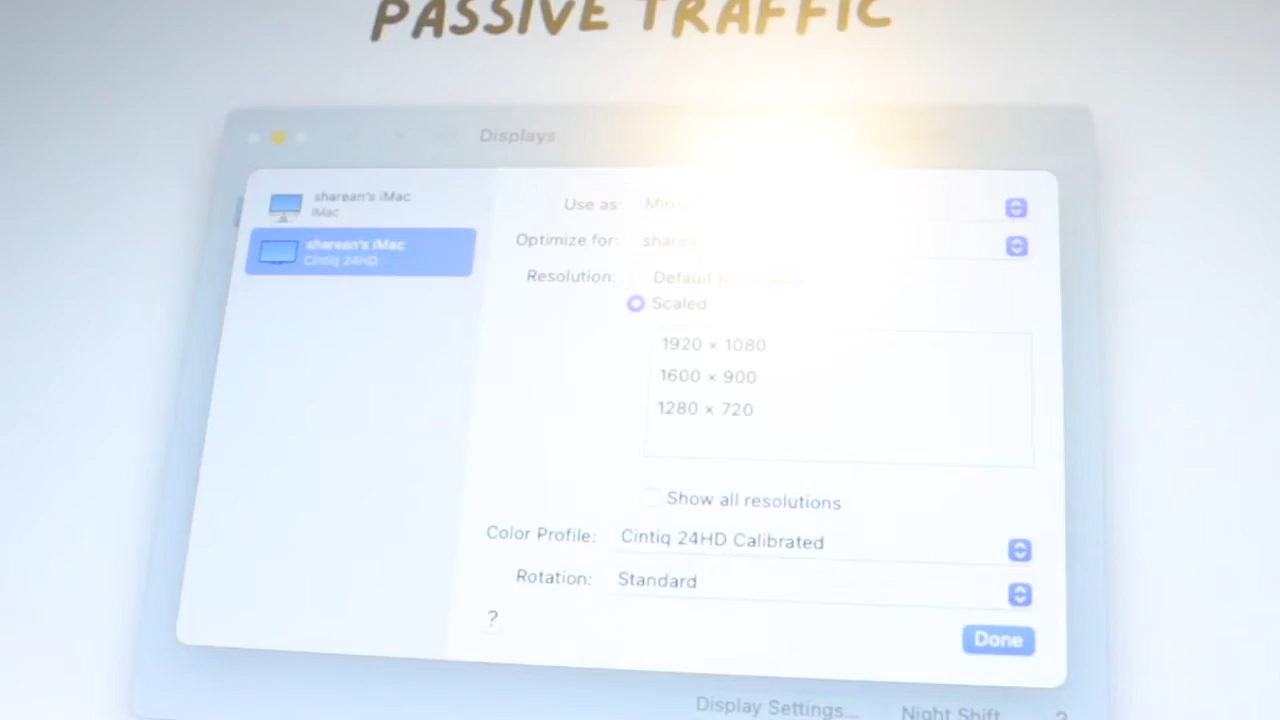 PASSIVE TRAFFIC
Displays
sharean's iMac
iMac
sharean's iMac
Cintiq 24HD
Use as:
Optimize for:
Resolution: Default
Scaled
1920 × 1080
1600 × 900
1280 × 720
Show all resolutions
Color Profile: Cintiq 24HD Calibrated
Rotation: Standard
?
Done
Display Settings... Night Shift... ?